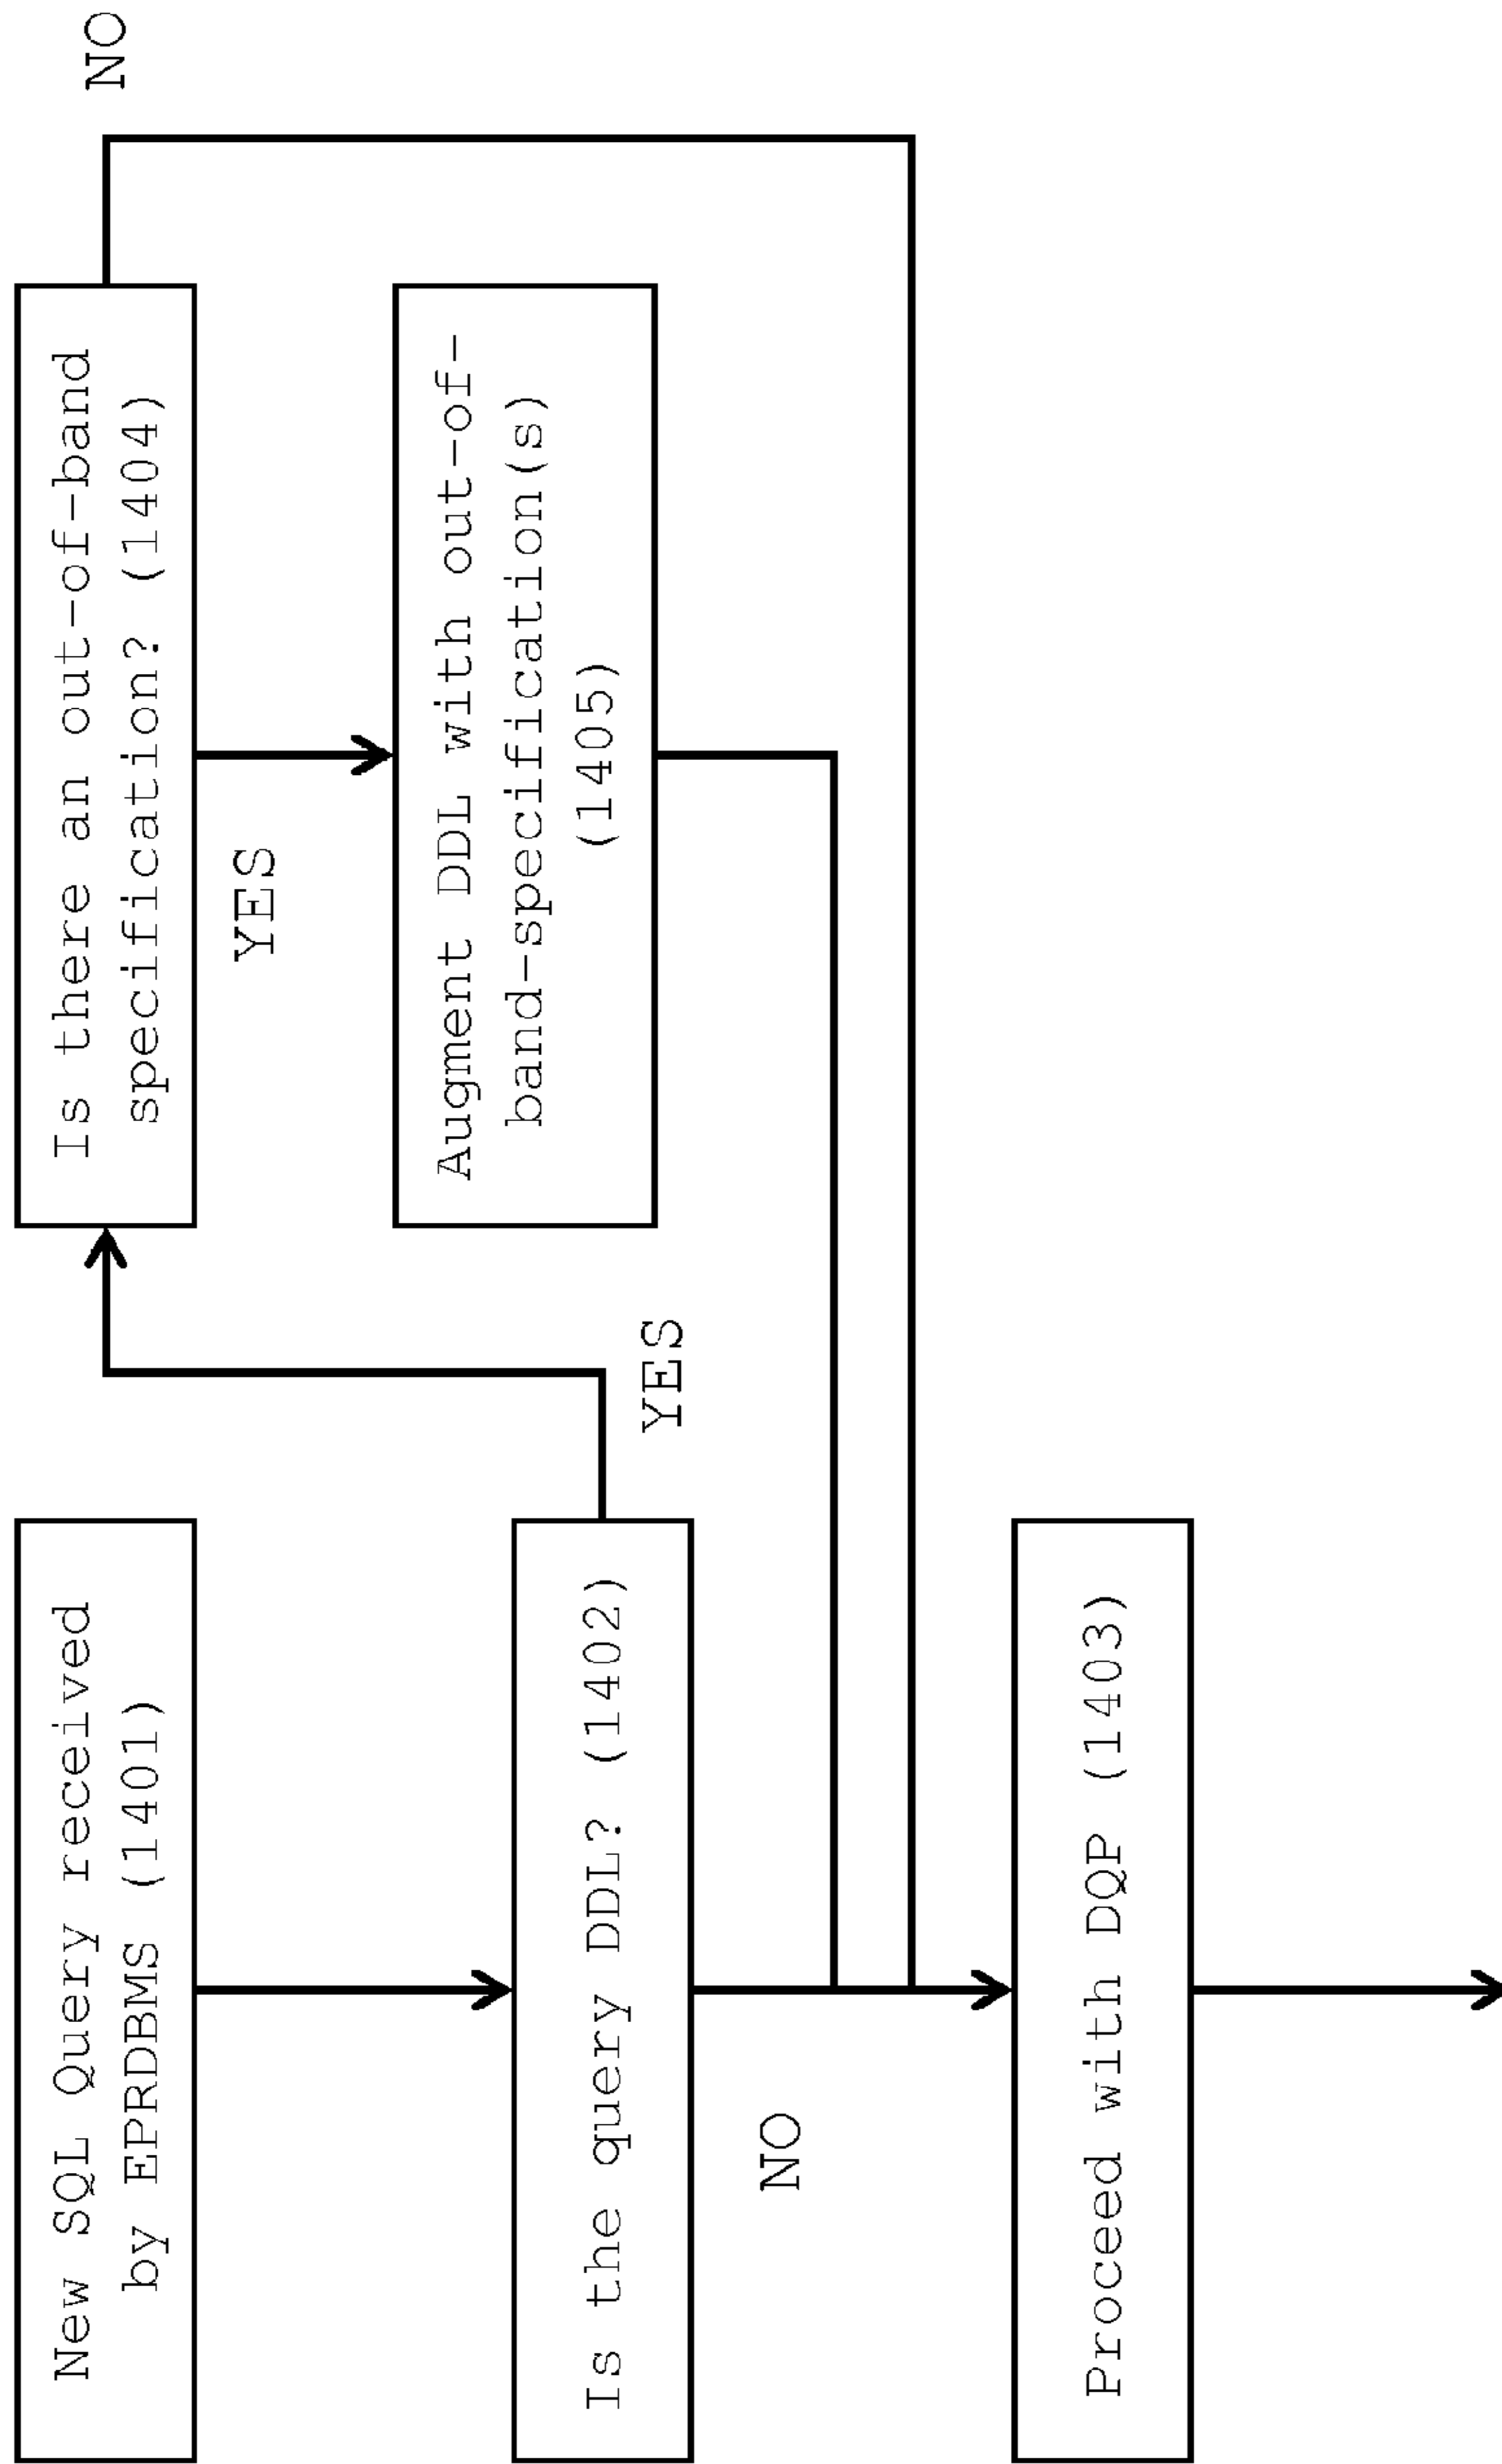 New SQL Query received
by EPRDBMS (1401)
Is the query DDL? (1402)
YES
NO
Proceed with DQP (1403)
Is there an out-of-band
specification? (1404)
NO
YES
Augment DDL with out-of-
band-specification(s)
(1405)